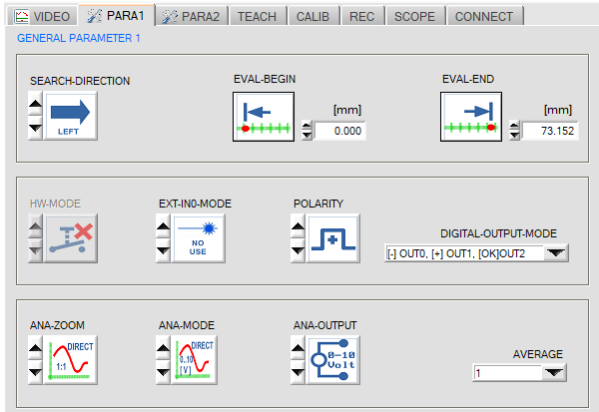 VIDEO PARA1 PARA2 TEACH CALIB REC SCOPE CONNECT
GENERAL PARAMETER 1
SEARCH-DIRECTION EVAL-BEGIN EVAL-END
LEFT
[mm] [mm]
0.000 73.152
HW-MODE EXT-IN0-MODE POLARITY
NO
USE
DIGITAL-OUTPUT-MODE
[-] OUT0, [+] OUT1, [OK]OUT2
ANA-ZOOM ANA-MODE ANA-OUTPUT
DIRECT
1:1
DIRECT
0..10
[V]
0-10
Volt
AVERAGE
1